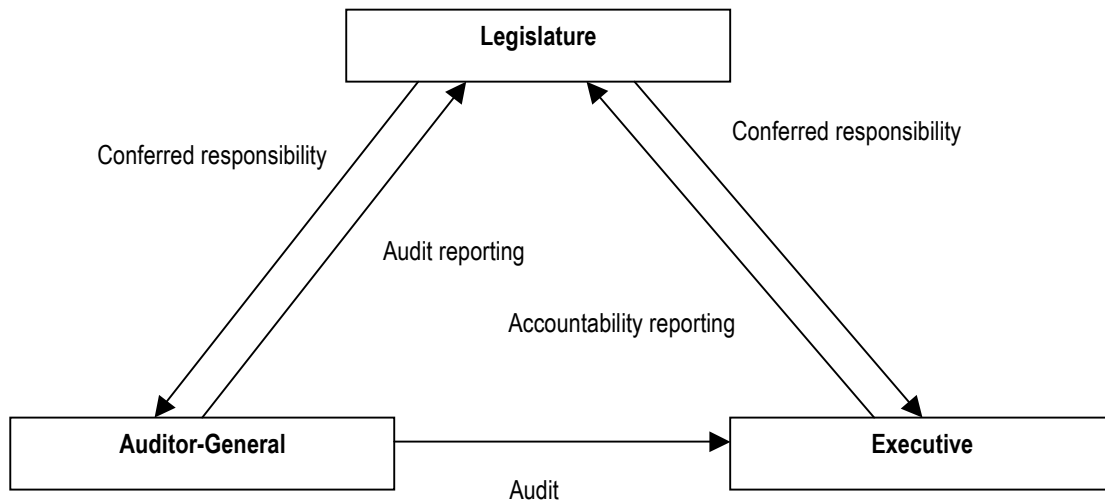 Legislature
Conferred responsibility
Conferred responsibility
Audit reporting
Accountability reporting
Auditor-General
Executive
Audit